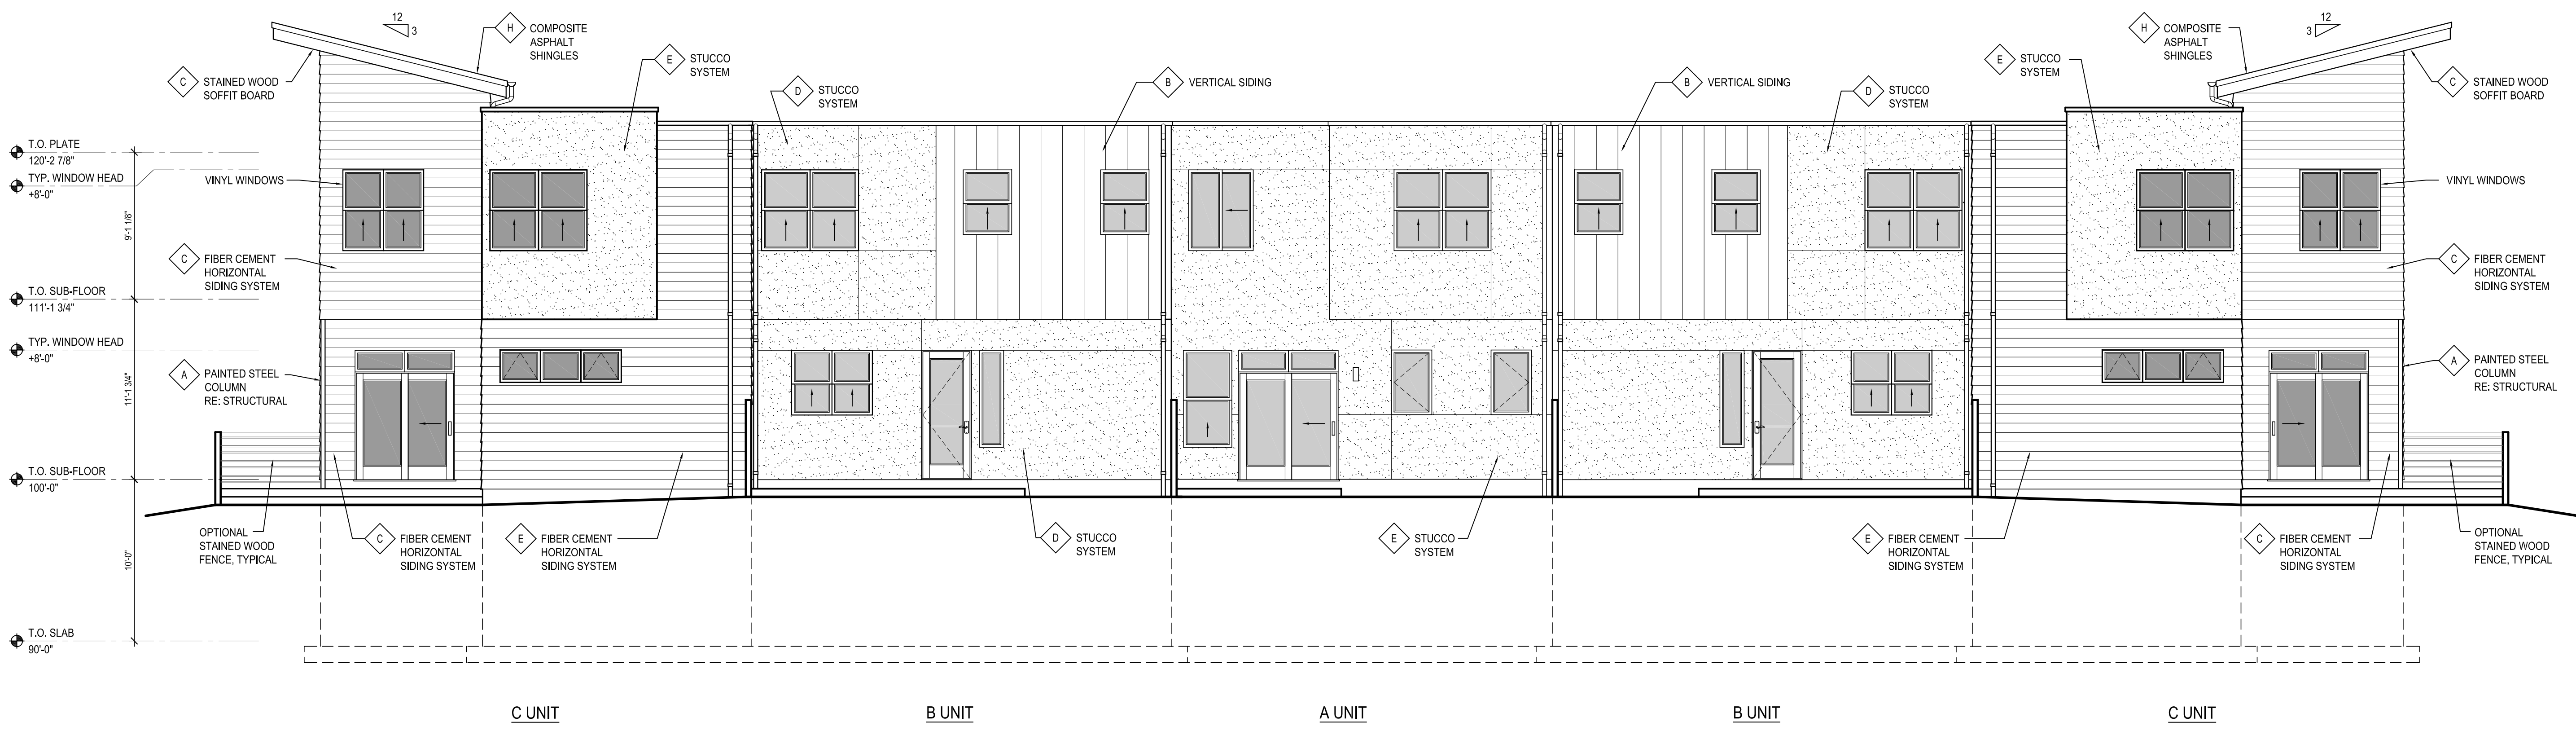 12
3
H COMPOSITE
ASPHALT
SHINGLES
E STUCCO
SYSTEM
C STAINED WOOD
SOFFIT BOARD
D STUCCO
SYSTEM
B VERTICAL SIDING
B VERTICAL SIDING
D STUCCO
SYSTEM
E STUCCO
SYSTEM
H COMPOSITE
ASPHALT
SHINGLES
12
3
C STAINED WOOD
SOFFIT BOARD
T.O. PLATE
120'-2 7/8"
TYP. WINDOW HEAD
+8'-0"
VINYL WINDOWS
VINYL WINDOWS
9'-1 1/8"
C FIBER CEMENT
HORIZONTAL
SIDING SYSTEM
C FIBER CEMENT
HORIZONTAL
SIDING SYSTEM
T.O. SUB-FLOOR
111'-1 3/4"
TYP. WINDOW HEAD
+8'-0"
11'-1 3/4"
A PAINTED STEEL
COLUMN
RE: STRUCTURAL
A PAINTED STEEL
COLUMN
RE: STRUCTURAL
T.O. SUB-FLOOR
100'-0"
OPTIONAL
STAINED WOOD
FENCE, TYPICAL
C FIBER CEMENT
HORIZONTAL
SIDING SYSTEM
E FIBER CEMENT
HORIZONTAL
SIDING SYSTEM
D STUCCO
SYSTEM
E STUCCO
SYSTEM
E FIBER CEMENT
HORIZONTAL
SIDING SYSTEM
C FIBER CEMENT
HORIZONTAL
SIDING SYSTEM
OPTIONAL
STAINED WOOD
FENCE, TYPICAL
10'-0"
T.O. SLAB
90'-0"
C UNIT
B UNIT
A UNIT
B UNIT
C UNIT